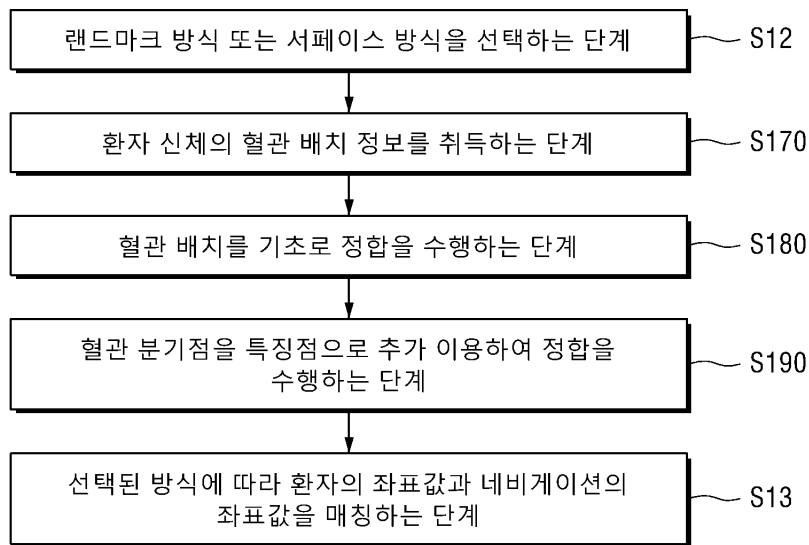 랜드마크 방식 또는 서페이스 방식을 선택하는 단계
S12
환자 신체의 혈관 배치 정보를 취득하는 단계
S170
혈관 배치를 기초로 정합을 수행하는 단계
S180
혈관 분기점을 특징점으로 추가 이용하여 정합을
수행하는 단계
S190
선택된 방식에 따라 환자의 좌표값과 네비게이션의
좌표값을 매칭하는 단계
S13